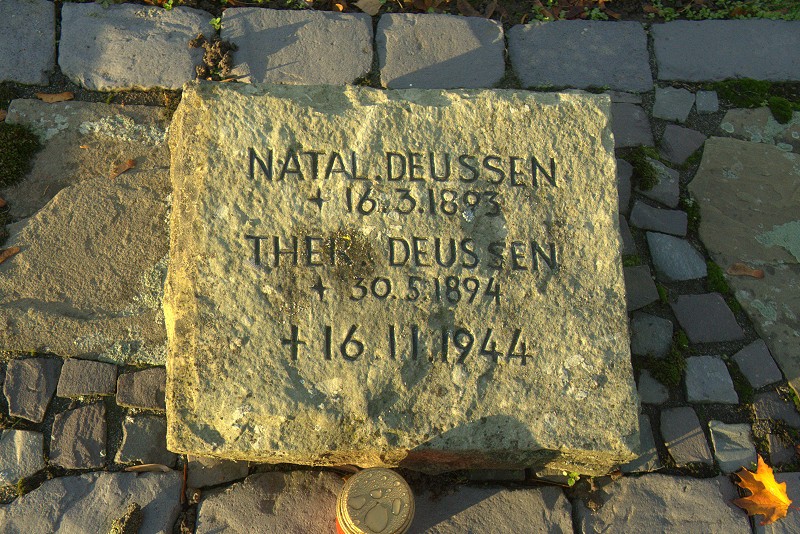 NATAL. DEUSSEN
+ 16.3.1893
THER. DEUSSEN
+ 30.5.1894
+ 16.11.1944